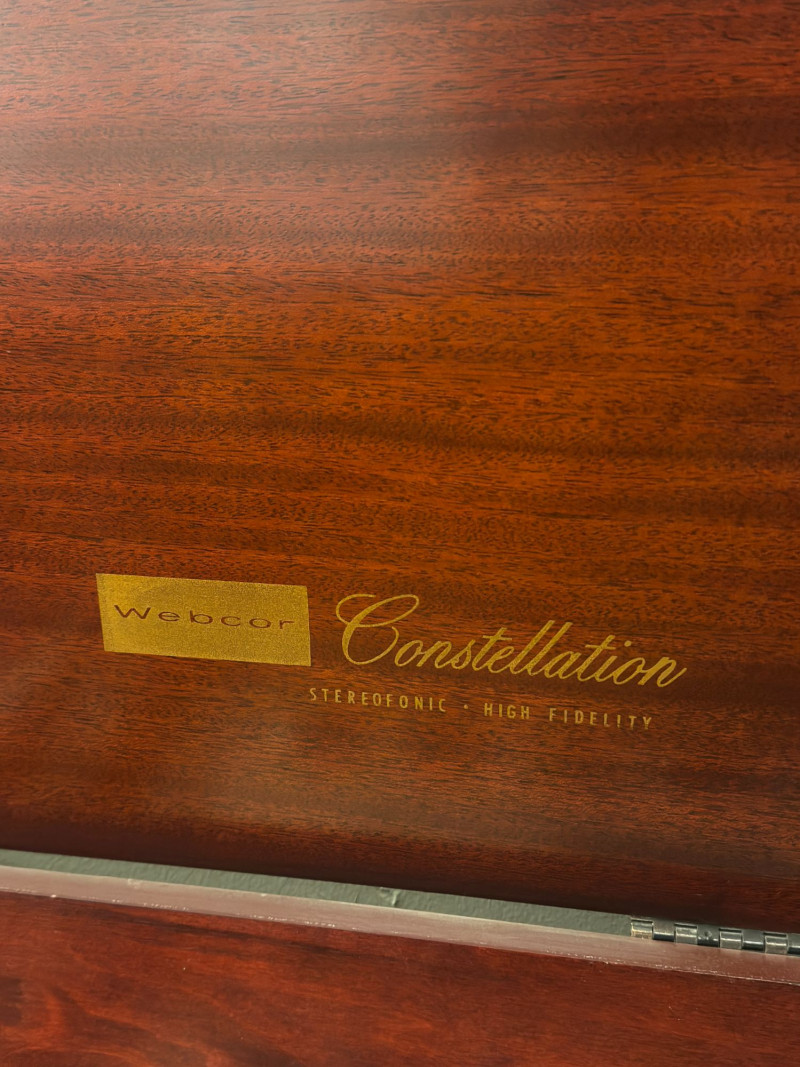 Webcor Constellation
STEREOFONIC · HIGH FIDELITY